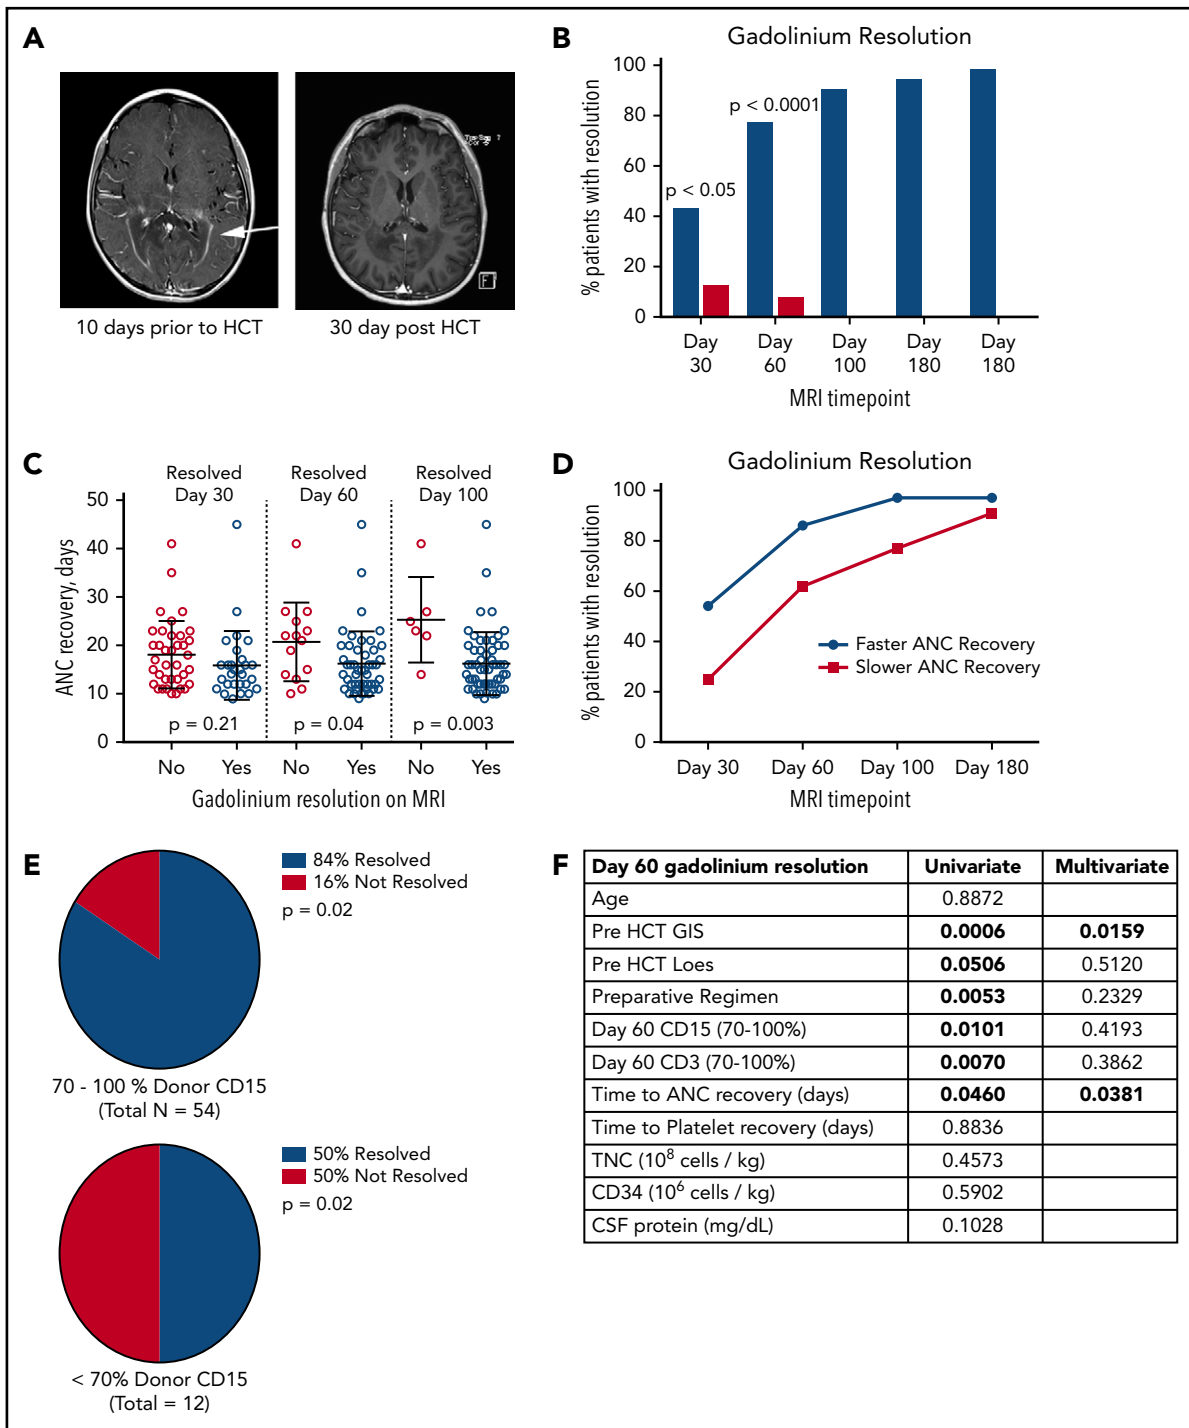 A
10 days prior to HCT
30 day post HCT
F
B
Gadolinium Resolution
% patients with resolution
100
80
60
40
20
0
p < 0.05
p < 0.0001
Day 30
Day 60
Day 100
Day 180
Day 180
MRI timepoint
C
Resolved Day 30
Resolved Day 60
Resolved Day 100
ANC recovery, days
50
40
30
20
10
0
p = 0.21
p = 0.04
p = 0.003
No Yes No Yes No Yes
Gadolinium resolution on MRI
D
Gadolinium Resolution
% patients with resolution
100
80
60
40
20
0
Faster ANC Recovery
Slower ANC Recovery
Day 30 Day 60 Day 100 Day 180
MRI timepoint
E
84% Resolved
16% Not Resolved
p = 0.02
70 - 100 % Donor CD15
(Total N = 54)
50% Resolved
50% Not Resolved
p = 0.02
< 70% Donor CD15
(Total = 12)
F
Day 60 gadolinium resolution Univariate Multivariate
Age 0.8872
Pre HCT GIS 0.0006 0.0159
Pre HCT Loes 0.0506 0.5120
Preparative Regimen 0.0053 0.2329
Day 60 CD15 (70-100%) 0.0101 0.4193
Day 60 CD3 (70-100%) 0.0070 0.3862
Time to ANC recovery (days) 0.0460 0.0381
Time to Platelet recovery (days) 0.8836
TNC (10⁸ cells / kg) 0.4573
CD34 (10⁶ cells / kg) 0.5902
CSF protein (mg/dL) 0.1028